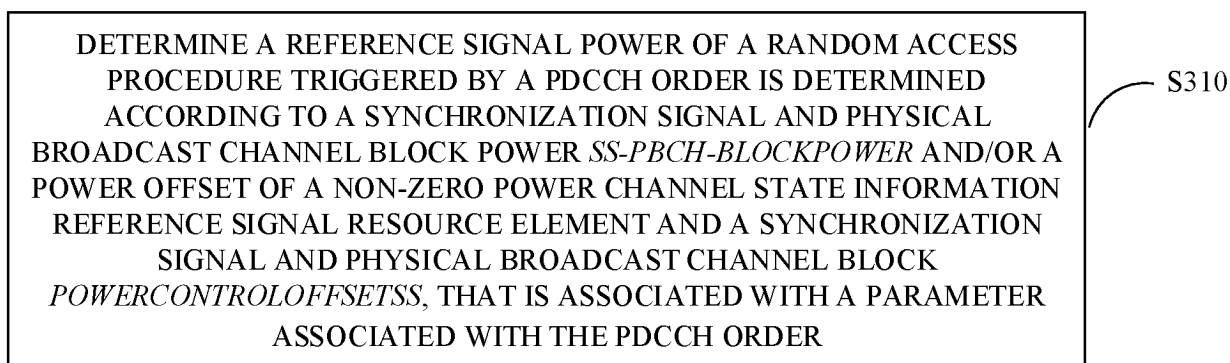 DETERMINE A REFERENCE SIGNAL POWER OF A RANDOM ACCESS
PROCEDURE TRIGGERED BY A PDCCH ORDER IS DETERMINED
ACCORDING TO A SYNCHRONIZATION SIGNAL AND PHYSICAL
BROADCAST CHANNEL BLOCK POWER SS-PBCH-BLOCKPOWER AND/OR A
POWER OFFSET OF A NON-ZERO POWER CHANNEL STATE INFORMATION
REFERENCE SIGNAL RESOURCE ELEMENT AND A SYNCHRONIZATION
SIGNAL AND PHYSICAL BROADCAST CHANNEL BLOCK
POWERCONTROLOFFSETSS, THAT IS ASSOCIATED WITH A PARAMETER
ASSOCIATED WITH THE PDCCH ORDER
S310